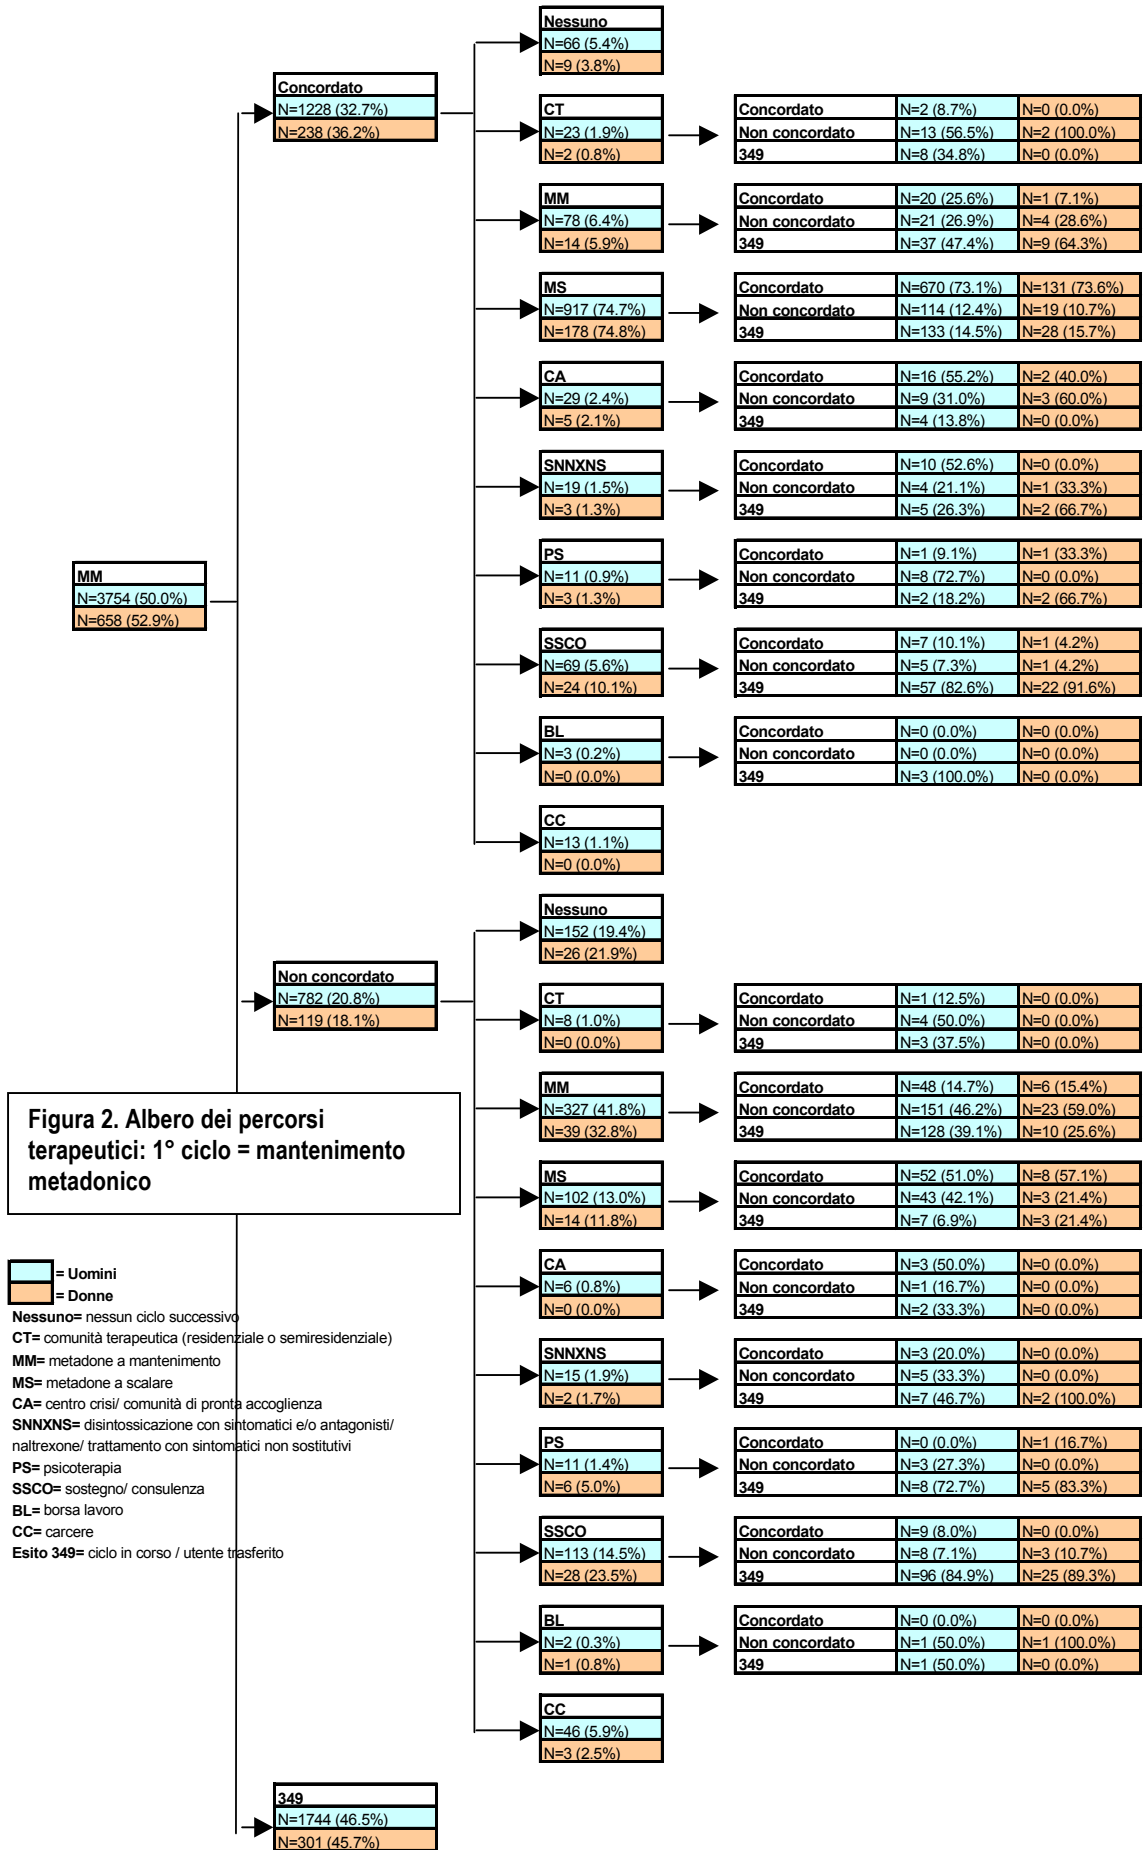 Nessuno
N=66 (5.4%)
N=9 (3.8%)
Concordato
N=1228 (32.7%)
N=238 (36.2%)
CT
N=23 (1.9%)
N=2 (0.8%)
Concordato N=2 (8.7%) N=0 (0.0%)
Non concordato N=13 (56.5%) N=2 (100.0%)
349 N=8 (34.8%) N=0 (0.0%)
MM
N=78 (6.4%)
N=14 (5.9%)
Concordato N=20 (25.6%) N=1 (7.1%)
Non concordato N=21 (26.9%) N=4 (28.6%)
349 N=37 (47.4%) N=9 (64.3%)
MS
N=917 (74.7%)
N=178 (74.8%)
Concordato N=670 (73.1%) N=131 (73.6%)
Non concordato N=114 (12.4%) N=19 (10.7%)
349 N=133 (14.5%) N=28 (15.7%)
CA
N=29 (2.4%)
N=5 (2.1%)
Concordato N=16 (55.2%) N=2 (40.0%)
Non concordato N=9 (31.0%) N=3 (60.0%)
349 N=4 (13.8%) N=0 (0.0%)
SNNXNS
N=19 (1.5%)
N=3 (1.3%)
Concordato N=10 (52.6%) N=0 (0.0%)
Non concordato N=4 (21.1%) N=1 (33.3%)
349 N=5 (26.3%) N=2 (66.7%)
MM
N=3754 (50.0%)
N=658 (52.9%)
PS
N=11 (0.9%)
N=3 (1.3%)
Concordato N=1 (9.1%) N=1 (33.3%)
Non concordato N=8 (72.7%) N=0 (0.0%)
349 N=2 (18.2%) N=2 (66.7%)
SSCO
N=69 (5.6%)
N=24 (10.1%)
Concordato N=7 (10.1%) N=1 (4.2%)
Non concordato N=5 (7.3%) N=1 (4.2%)
349 N=57 (82.6%) N=22 (91.6%)
BL
N=3 (0.2%)
N=0 (0.0%)
Concordato N=0 (0.0%) N=0 (0.0%)
Non concordato N=0 (0.0%) N=0 (0.0%)
349 N=3 (100.0%) N=0 (0.0%)
CC
N=13 (1.1%)
N=0 (0.0%)
Nessuno
N=152 (19.4%)
N=26 (21.9%)
Non concordato
N=782 (20.8%)
N=119 (18.1%)
CT
N=8 (1.0%)
N=0 (0.0%)
Concordato N=1 (12.5%) N=0 (0.0%)
Non concordato N=4 (50.0%) N=0 (0.0%)
349 N=3 (37.5%) N=0 (0.0%)
MM
N=327 (41.8%)
N=39 (32.8%)
Concordato N=48 (14.7%) N=6 (15.4%)
Non concordato N=151 (46.2%) N=23 (59.0%)
349 N=128 (39.1%) N=10 (25.6%)
Figura 2. Albero dei percorsi
terapeutici: 1° ciclo = mantenimento
metadonico
MS
N=102 (13.0%)
N=14 (11.8%)
Concordato N=52 (51.0%) N=8 (57.1%)
Non concordato N=43 (42.1%) N=3 (21.4%)
349 N=7 (6.9%) N=3 (21.4%)
CA
N=6 (0.8%)
N=0 (0.0%)
Concordato N=3 (50.0%) N=0 (0.0%)
Non concordato N=1 (16.7%) N=0 (0.0%)
349 N=2 (33.3%) N=0 (0.0%)
= Uomini
= Donne
Nessuno= nessun ciclo successivo
CT= comunità terapeutica (residenziale o semiresidenziale)
MM= metadone a mantenimento
MS= metadone a scalare
CA= centro crisi/ comunità di pronta accoglienza
SNNXNS= disintossicazione con sintomatici e/o antagonisti/
naltrexone/ trattamento con sintomatici non sostitutivi
PS= psicoterapia
SSCO= sostegno/ consulenza
BL= borsa lavoro
CC= carcere
Esito 349= ciclo in corso / utente trasferito
SNNXNS
N=15 (1.9%)
N=2 (1.7%)
Concordato N=3 (20.0%) N=0 (0.0%)
Non concordato N=5 (33.3%) N=0 (0.0%)
349 N=7 (46.7%) N=2 (100.0%)
PS
N=11 (1.4%)
N=6 (5.0%)
Concordato N=0 (0.0%) N=1 (16.7%)
Non concordato N=3 (27.3%) N=0 (0.0%)
349 N=8 (72.7%) N=5 (83.3%)
SSCO
N=113 (14.5%)
N=28 (23.5%)
Concordato N=9 (8.0%) N=0 (0.0%)
Non concordato N=8 (7.1%) N=3 (10.7%)
349 N=96 (84.9%) N=25 (89.3%)
BL
N=2 (0.3%)
N=1 (0.8%)
Concordato N=0 (0.0%) N=0 (0.0%)
Non concordato N=1 (50.0%) N=1 (100.0%)
349 N=1 (50.0%) N=0 (0.0%)
CC
N=46 (5.9%)
N=3 (2.5%)
349
N=1744 (46.5%)
N=301 (45.7%)